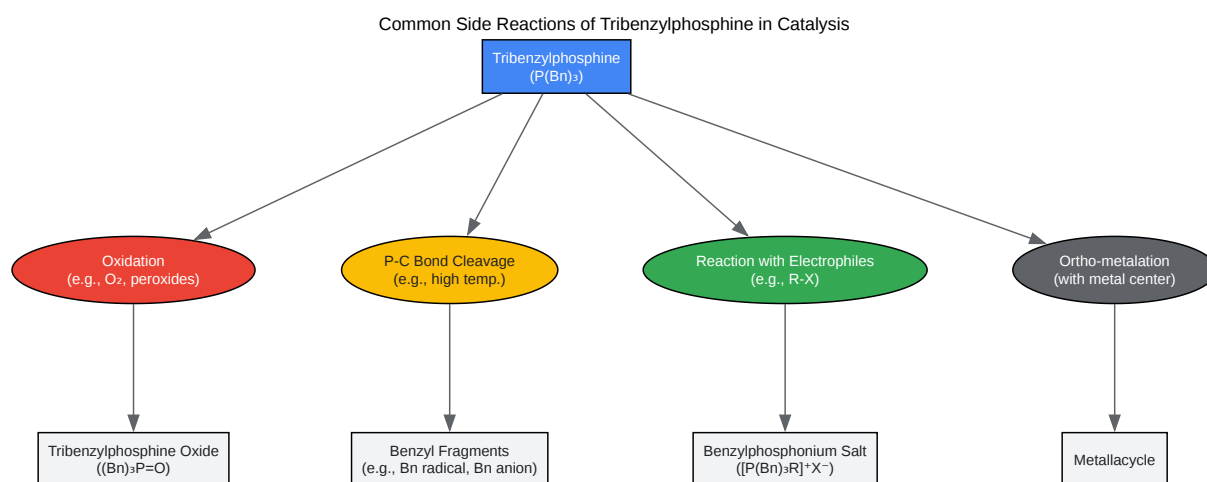 Common Side Reactions of Tribenzylphosphine in Catalysis
Tribenzylphosphine
(P(Bn)₃)
Oxidation
(e.g., O₂, peroxides)
P-C Bond Cleavage
(e.g., high temp.)
Reaction with Electrophiles
(e.g., R-X)
Ortho-metalation
(with metal center)
Tribenzylphosphine Oxide
((Bn)₃P=O)
Benzyl Fragments
(e.g., Bn radical, Bn anion)
Benzylphosphonium Salt
([P(Bn)₃R]⁺X⁻)
Metallacycle